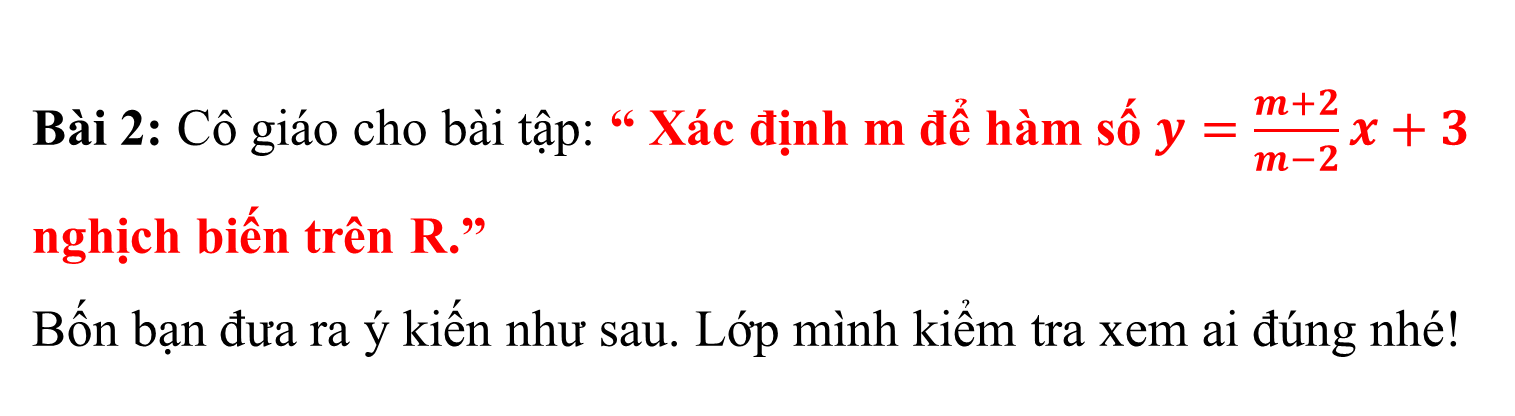 Bài 2: Cô giáo cho bài tập: “ Xác định m để hàm số y = \frac{m+2}{m-2} x + 3
nghịch biến trên R.”
Bốn bạn đưa ra ý kiến như sau. Lớp mình kiểm tra xem ai đúng nhé!